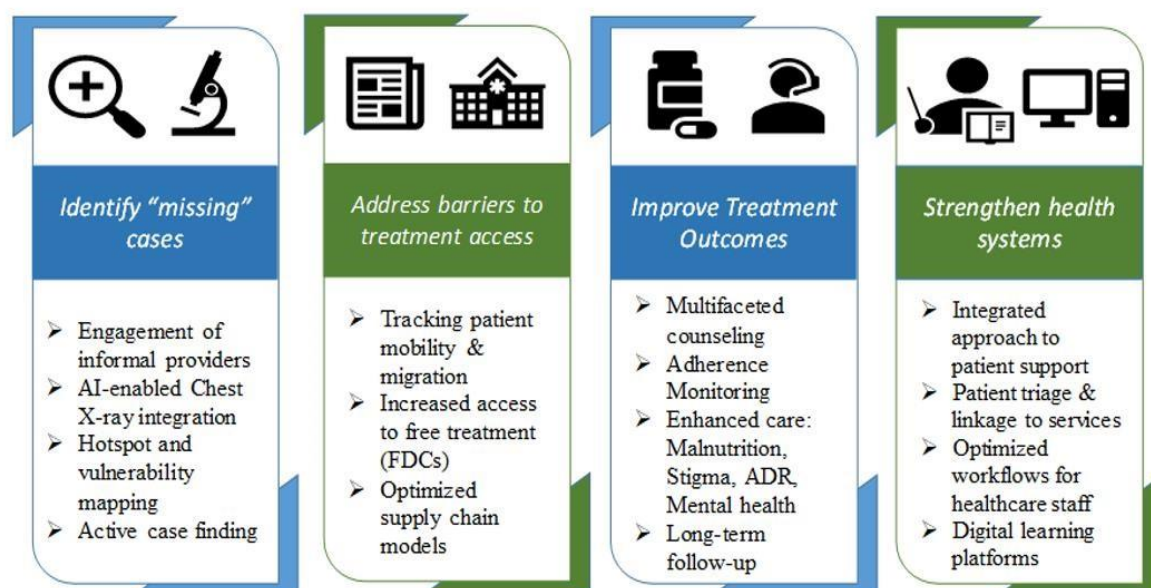 Identify “missing”
cases
➢ Engagement of
informal providers
➢ AI-enabled Chest
X-ray integration
➢ Hotspot and
vulnerability
mapping
➢ Active case finding
Address barriers to
treatment access
➢ Tracking patient
mobility &
migration
➢ Increased access
to free treatment
(FDCs)
➢ Optimized
supply chain
models
Improve Treatment
Outcomes
➢ Multifaceted
counseling
➢ Adherence
Monitoring
➢ Enhanced care:
Malnutrition,
Stigma, ADR,
Mental health
➢ Long-term
follow-up
Strengthen health
systems
➢ Integrated
approach to
patient support
➢ Patient triage &
linkage to services
➢ Optimized
workflows for
healthcare staff
➢ Digital learning
platforms